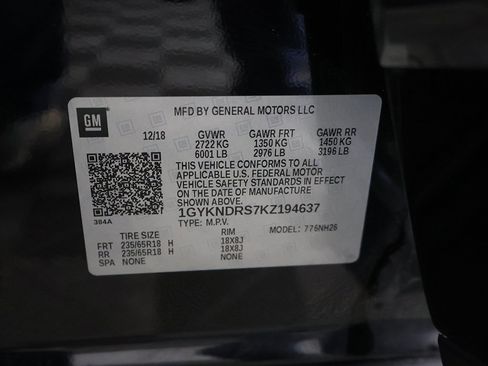 GM
MFD BY GENERAL MOTORS LLC
12/18 GVWR GAWR FRT GAWR RR
2722 KG 1350 KG 1450 KG
6001 LB 2976 LB 3196 LB
THIS VEHICLE CONFORMS TO ALL
APPLICABLE U.S. FEDERAL MOTOR
VEHICLE SAFETY STANDARDS IN EFFECT
ON THE DATE OF MANUFACTURE
SHOWN ABOVE.
1GYKNDRS7KZ194637
384A
TYPE: M.P.V. MODEL: 776NH26
TIRE SIZE RIM
FRT 235/65R18 H 18X8J
RR 235/65R18 H 18X8J
SPA NONE NONE